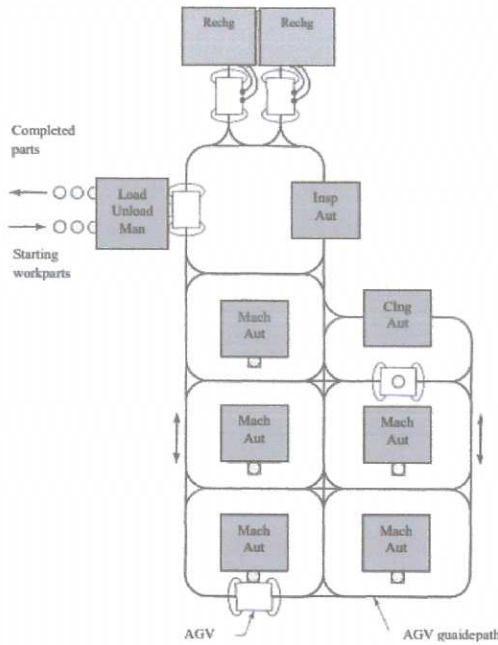 Rechg
Rechg
Completed
parts
Load
Unload
Man
Insp
Aut
Starting
workparts
Mach
Aut
Clng
Aut
Mach
Aut
Mach
Aut
Mach
Aut
Mach
Aut
AGV
AGV guaidepath